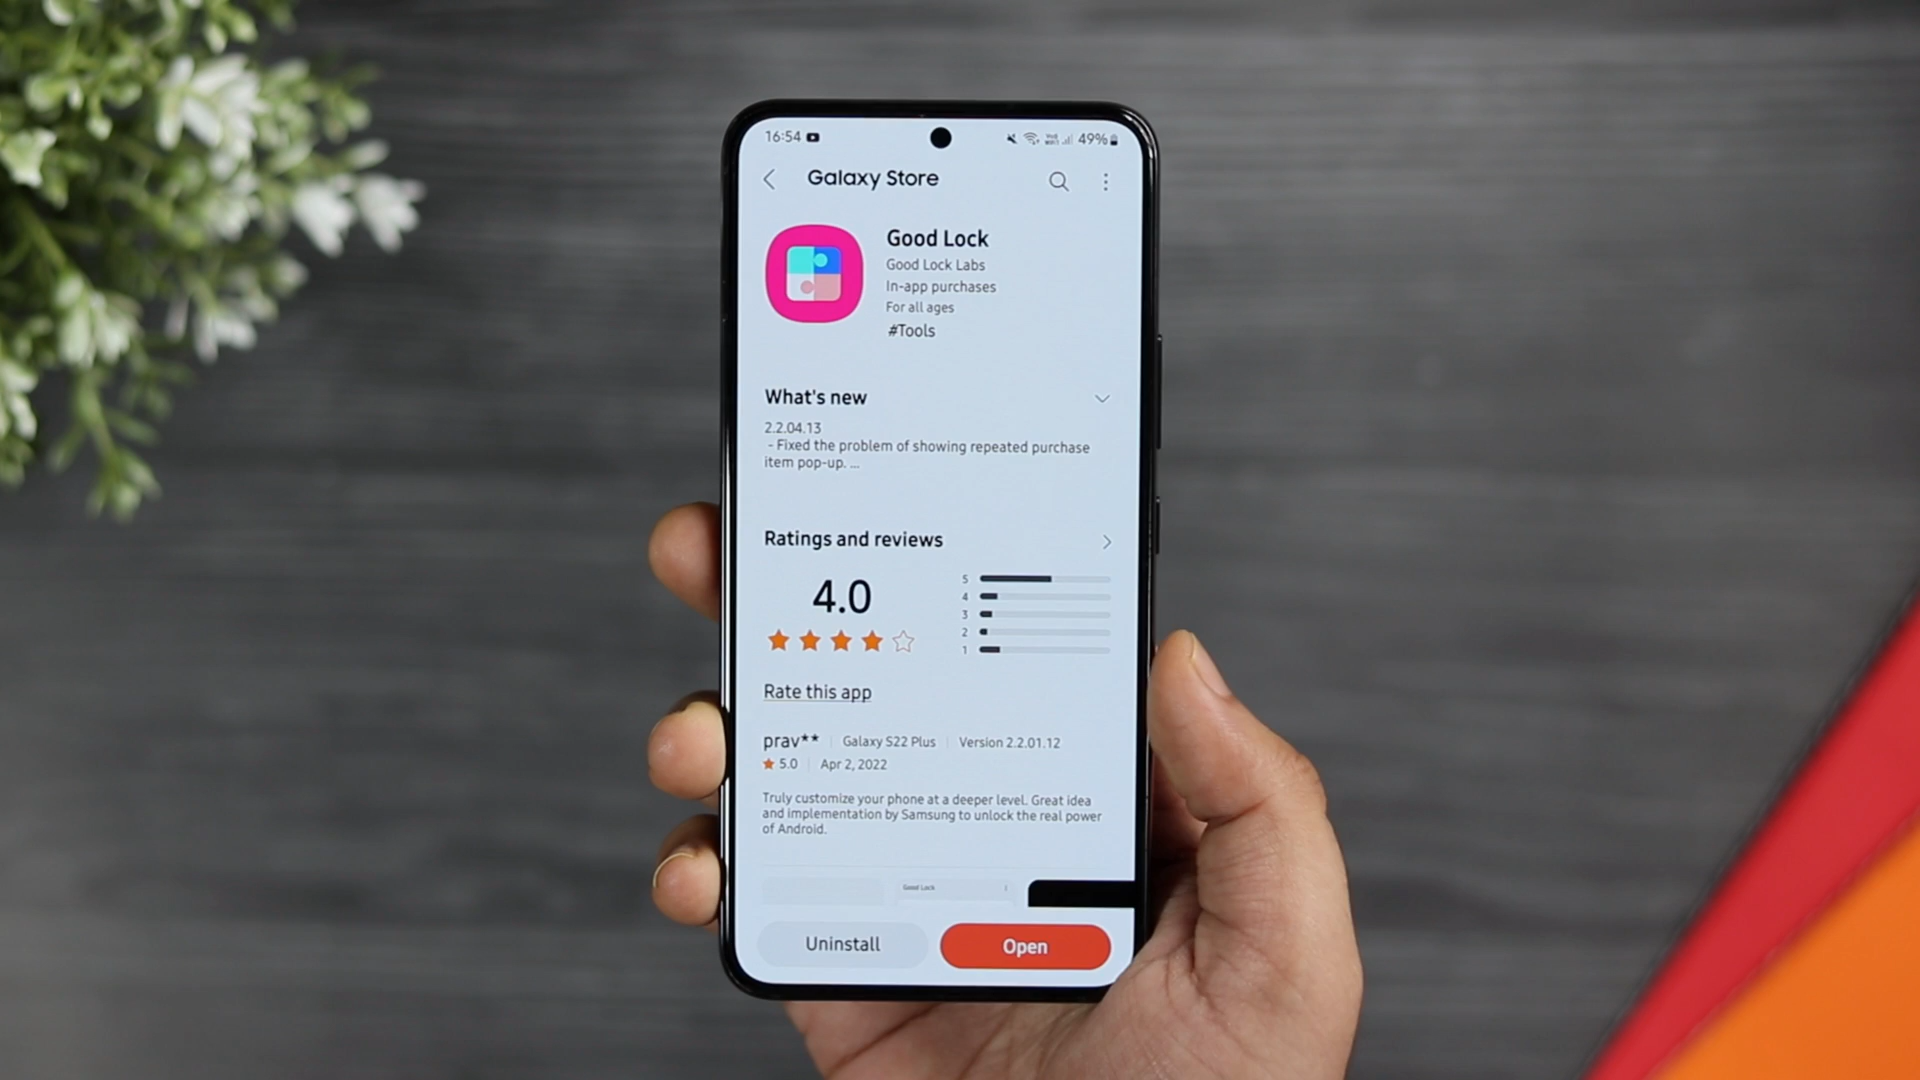 16:54
49%
Galaxy Store
Good Lock
Good Lock Labs
In-app purchases
For all ages
#Tools
What's new
2.2.04.13
- Fixed the problem of showing repeated purchase
item pop-up. ...
Ratings and reviews
4.0
5
4
3
2
1
Rate this app
prav** Galaxy S22 Plus Version 2.2.01.12
5.0 Apr 2, 2022
Truly customize your phone at a deeper level. Great idea
and implementation by Samsung to unlock the real power
of Android.
Good Lock
Uninstall
Open